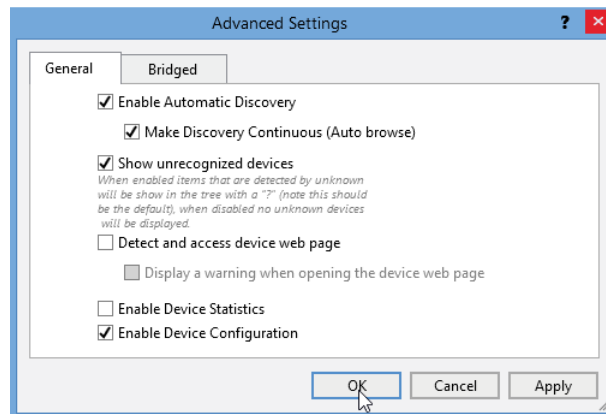 Advanced Settings
?
General
Bridged
Enable Automatic Discovery
Make Discovery Continuous (Auto browse)
Show unrecognized devices
When enabled items that are detected by unknown
will be show in the tree with a "?" (note this should
be the default), when disabled no unknown devices
will be displayed.
Detect and access device web page
Display a warning when opening the device web page
Enable Device Statistics
Enable Device Configuration
OK
Cancel
Apply